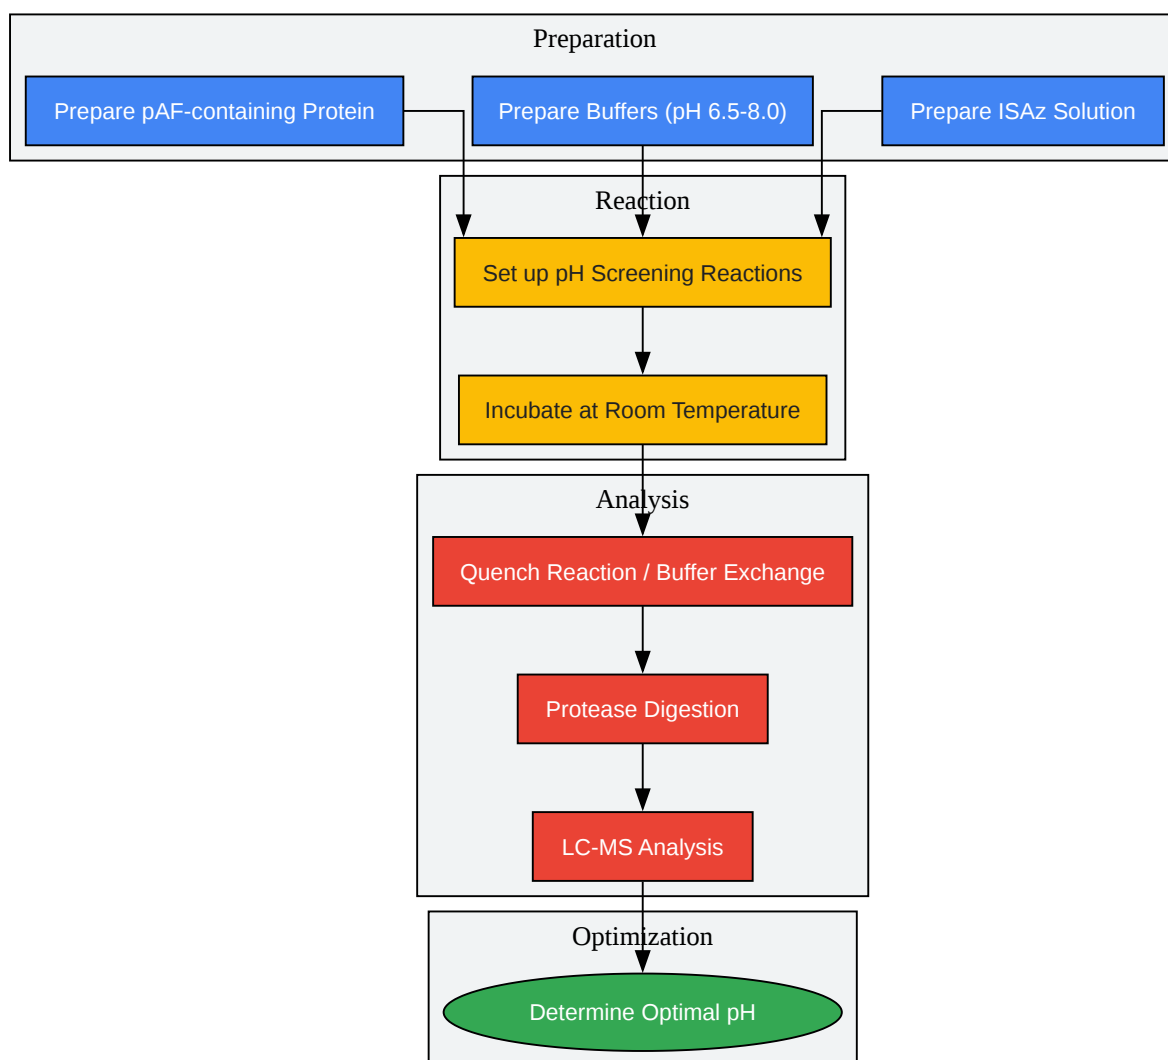 Preparation
Prepare pAF-containing Protein
Prepare Buffers (pH 6.5-8.0)
Prepare ISAz Solution
Reaction
Set up pH Screening Reactions
Incubate at Room Temperature
Analysis
Quench Reaction / Buffer Exchange
Protease Digestion
LC-MS Analysis
Optimization
Determine Optimal pH